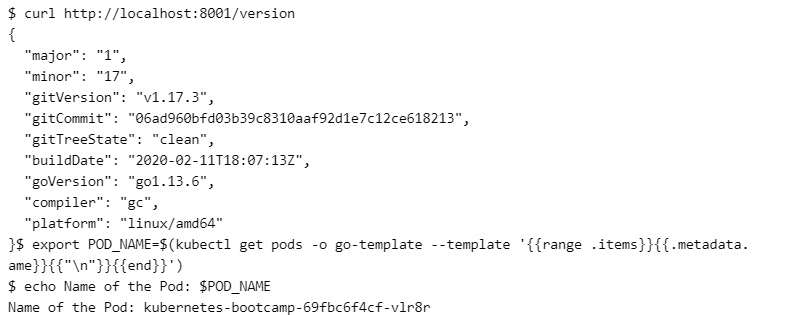 $ curl http://localhost:8001/version
{
  "major": "1",
  "minor": "17",
  "gitVersion": "v1.17.3",
  "gitCommit": "06ad960bfd03b39c8310aaf92d1e7c12ce618213",
  "gitTreeState": "clean",
  "buildDate": "2020-02-11T18:07:13Z",
  "goVersion": "go1.13.6",
  "compiler": "gc",
  "platform": "linux/amd64"
}$ export POD_NAME=$(kubectl get pods -o go-template --template '{{range .items}}{{.metadata.
ame}}{{"\n"}}{{end}}')
$ echo Name of the Pod: $POD_NAME
Name of the Pod: kubernetes-bootcamp-69fbc6f4cf-vlr8r